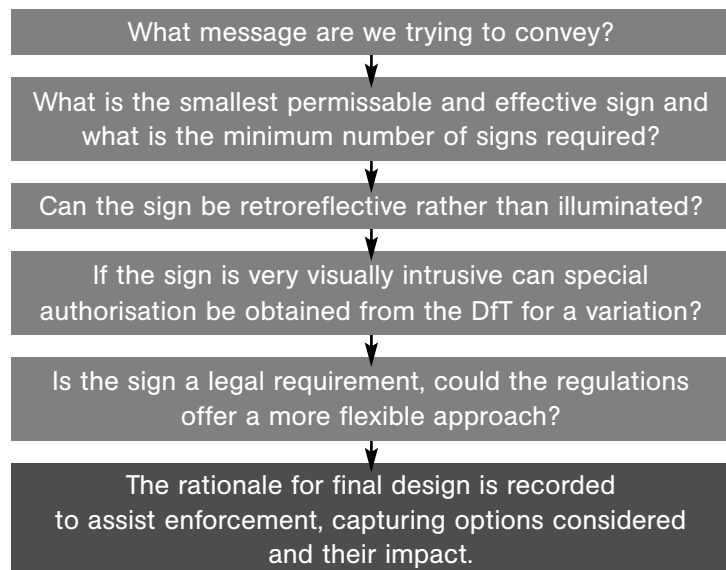 What message are we trying to convey?
What is the smallest permissable and effective sign and
what is the minimum number of signs required?
Can the sign be retroreflective rather than illuminated?
If the sign is very visually intrusive can special
authorisation be obtained from the DfT for a variation?
Is the sign a legal requirement, could the regulations
offer a more flexible approach?
The rationale for final design is recorded
to assist enforcement, capturing options considered
and their impact.